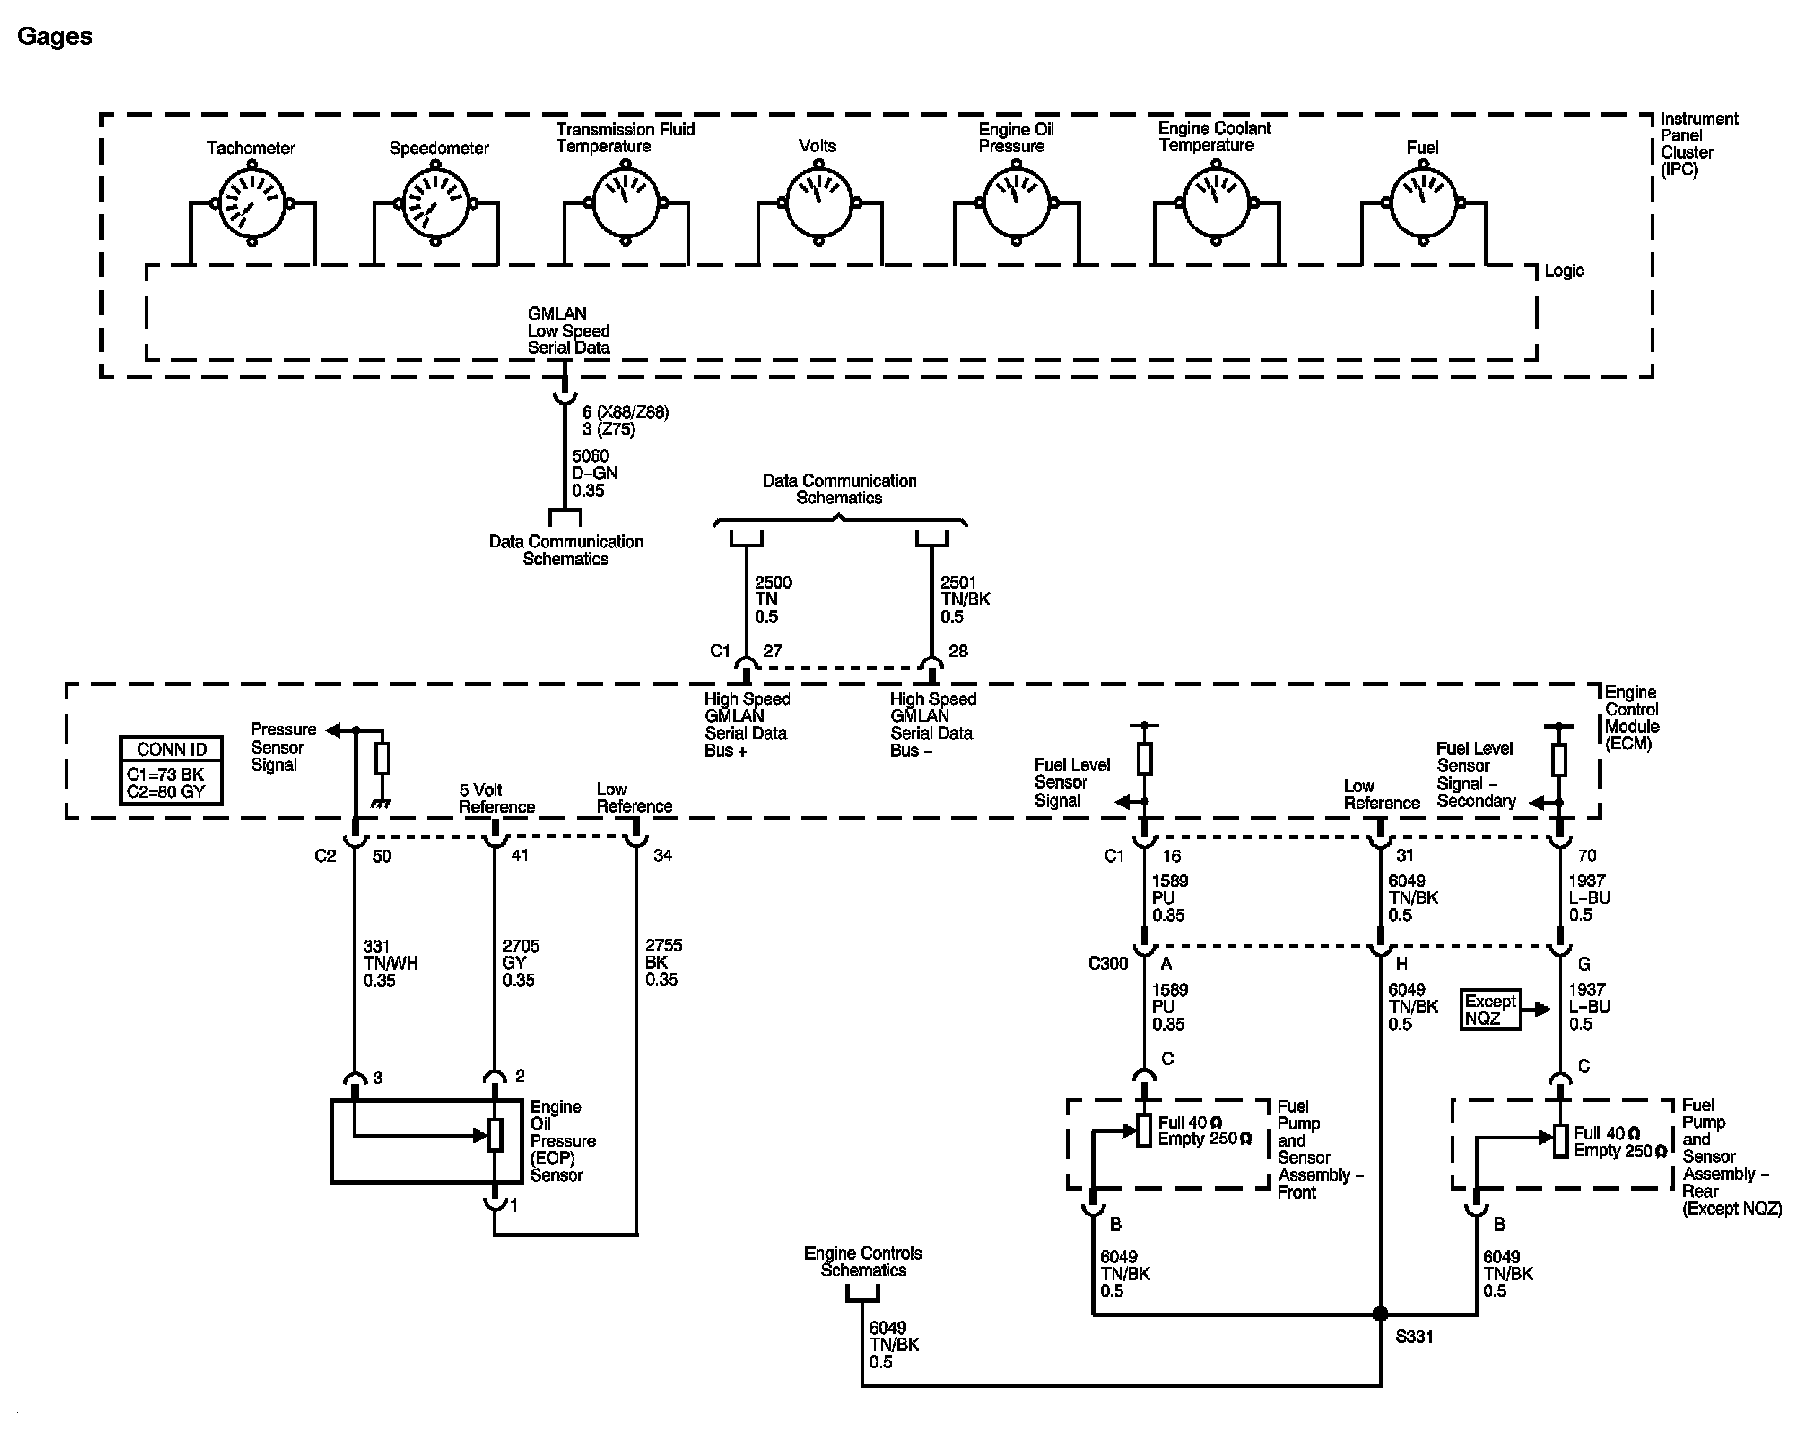 Gages
Instrument
Panel
Cluster
(IPC)
Tachometer
Speedometer
Transmission Fluid
Temperature
Volts
Engine Oil
Pressure
Engine Coolant
Temperature
Fuel
Logic
GMLAN
Low Speed
Serial Data
6 (X88/Z88)
3 (Z75)
5060
D-GN
0.35
Data Communication
Schematics
Data Communication
Schematics
2500
TN
0.5
2501
TN/BK
0.5
C1
27
28
High Speed
GMLAN
Serial Data
Bus +
High Speed
GMLAN
Serial Data
Bus -
Engine
Control
Module
(ECM)
CONN ID
C1=73 BK
C2=80 GY
Pressure
Sensor
Signal
5 Volt
Reference
Low
Reference
Fuel Level
Sensor
Signal
Low
Reference
Fuel Level
Sensor
Signal -
Secondary
C2
50
41
34
C1
16
31
70
1589
PU
0.35
6049
TN/BK
0.5
1937
L-BU
0.5
331
TN/WH
0.35
2705
GY
0.35
2755
BK
0.35
C300
A
H
G
1589
PU
0.35
6049
TN/BK
0.5
Except
NQZ
1937
L-BU
0.5
3
2
C
C
Engine
Oil
Pressure
(EOP)
Sensor
1
Full 40 Ω
Empty 250 Ω
Fuel
Pump
and
Sensor
Assembly -
Front
Full 40 Ω
Empty 250 Ω
Fuel
Pump
and
Sensor
Assembly -
Rear
(Except NQZ)
B
B
6049
TN/BK
0.5
6049
TN/BK
0.5
Engine Controls
Schematics
6049
TN/BK
0.5
S331